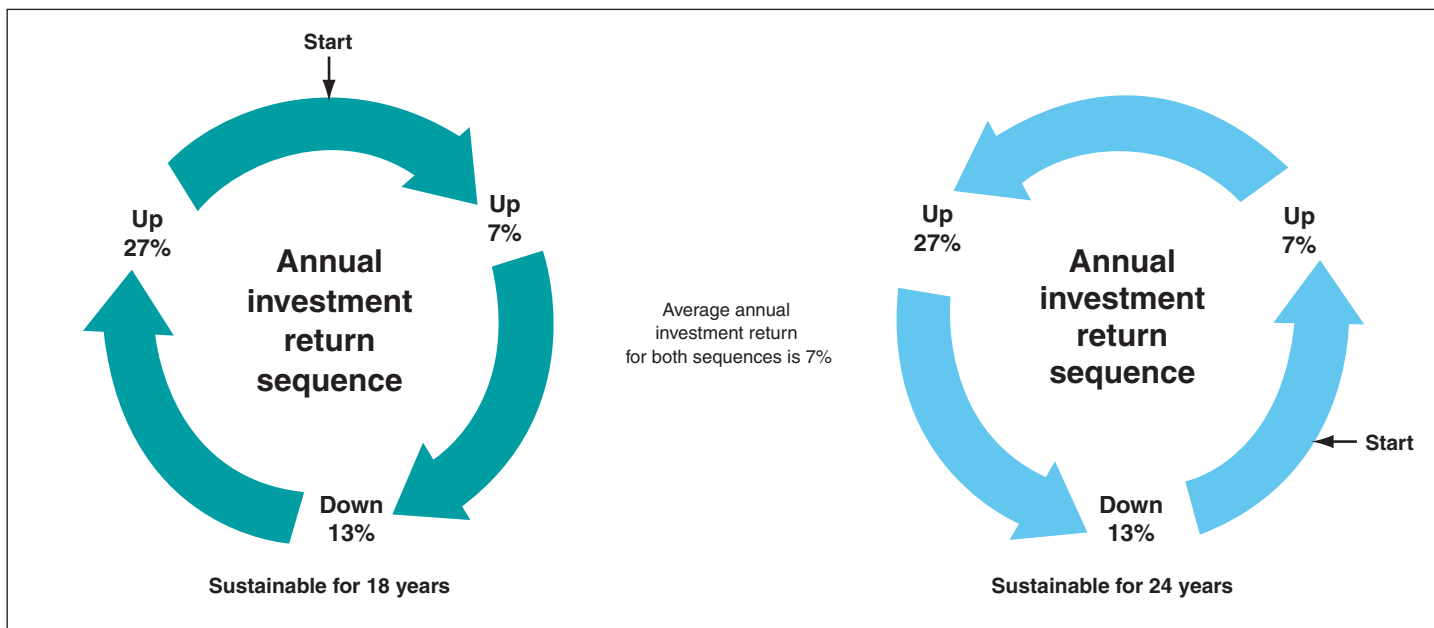 Start
Up
27%
Up
7%
Annual
investment
return
sequence
Down
13%
Sustainable for 18 years
Average annual
investment return
for both sequences is 7%
Up
27%
Up
7%
Annual
investment
return
sequence
Start
Down
13%
Sustainable for 24 years